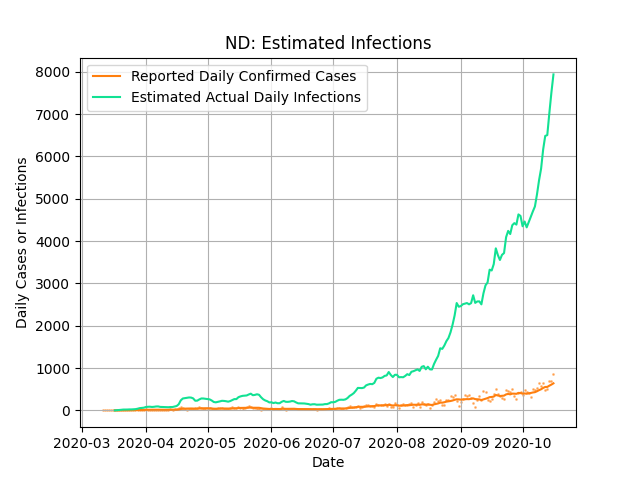 ND: Estimated Infections
Reported Daily Confirmed Cases
Estimated Actual Daily Infections
Daily Cases or Infections
8000
7000
6000
5000
4000
3000
2000
1000
0
2020-03 2020-04 2020-05 2020-06 2020-07 2020-08 2020-09 2020-10
Date